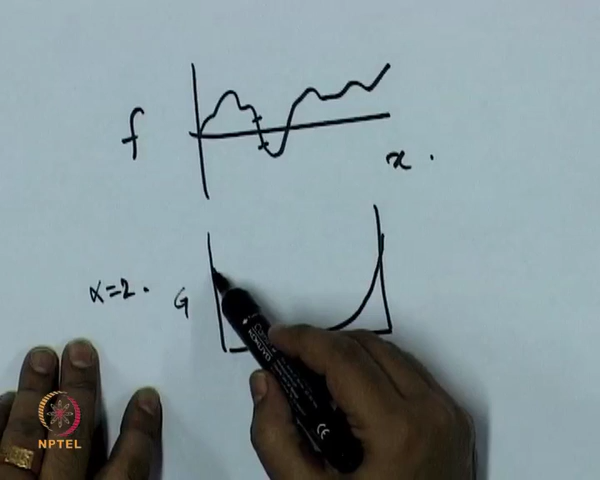 f
x .
α=2.
G
NPTEL